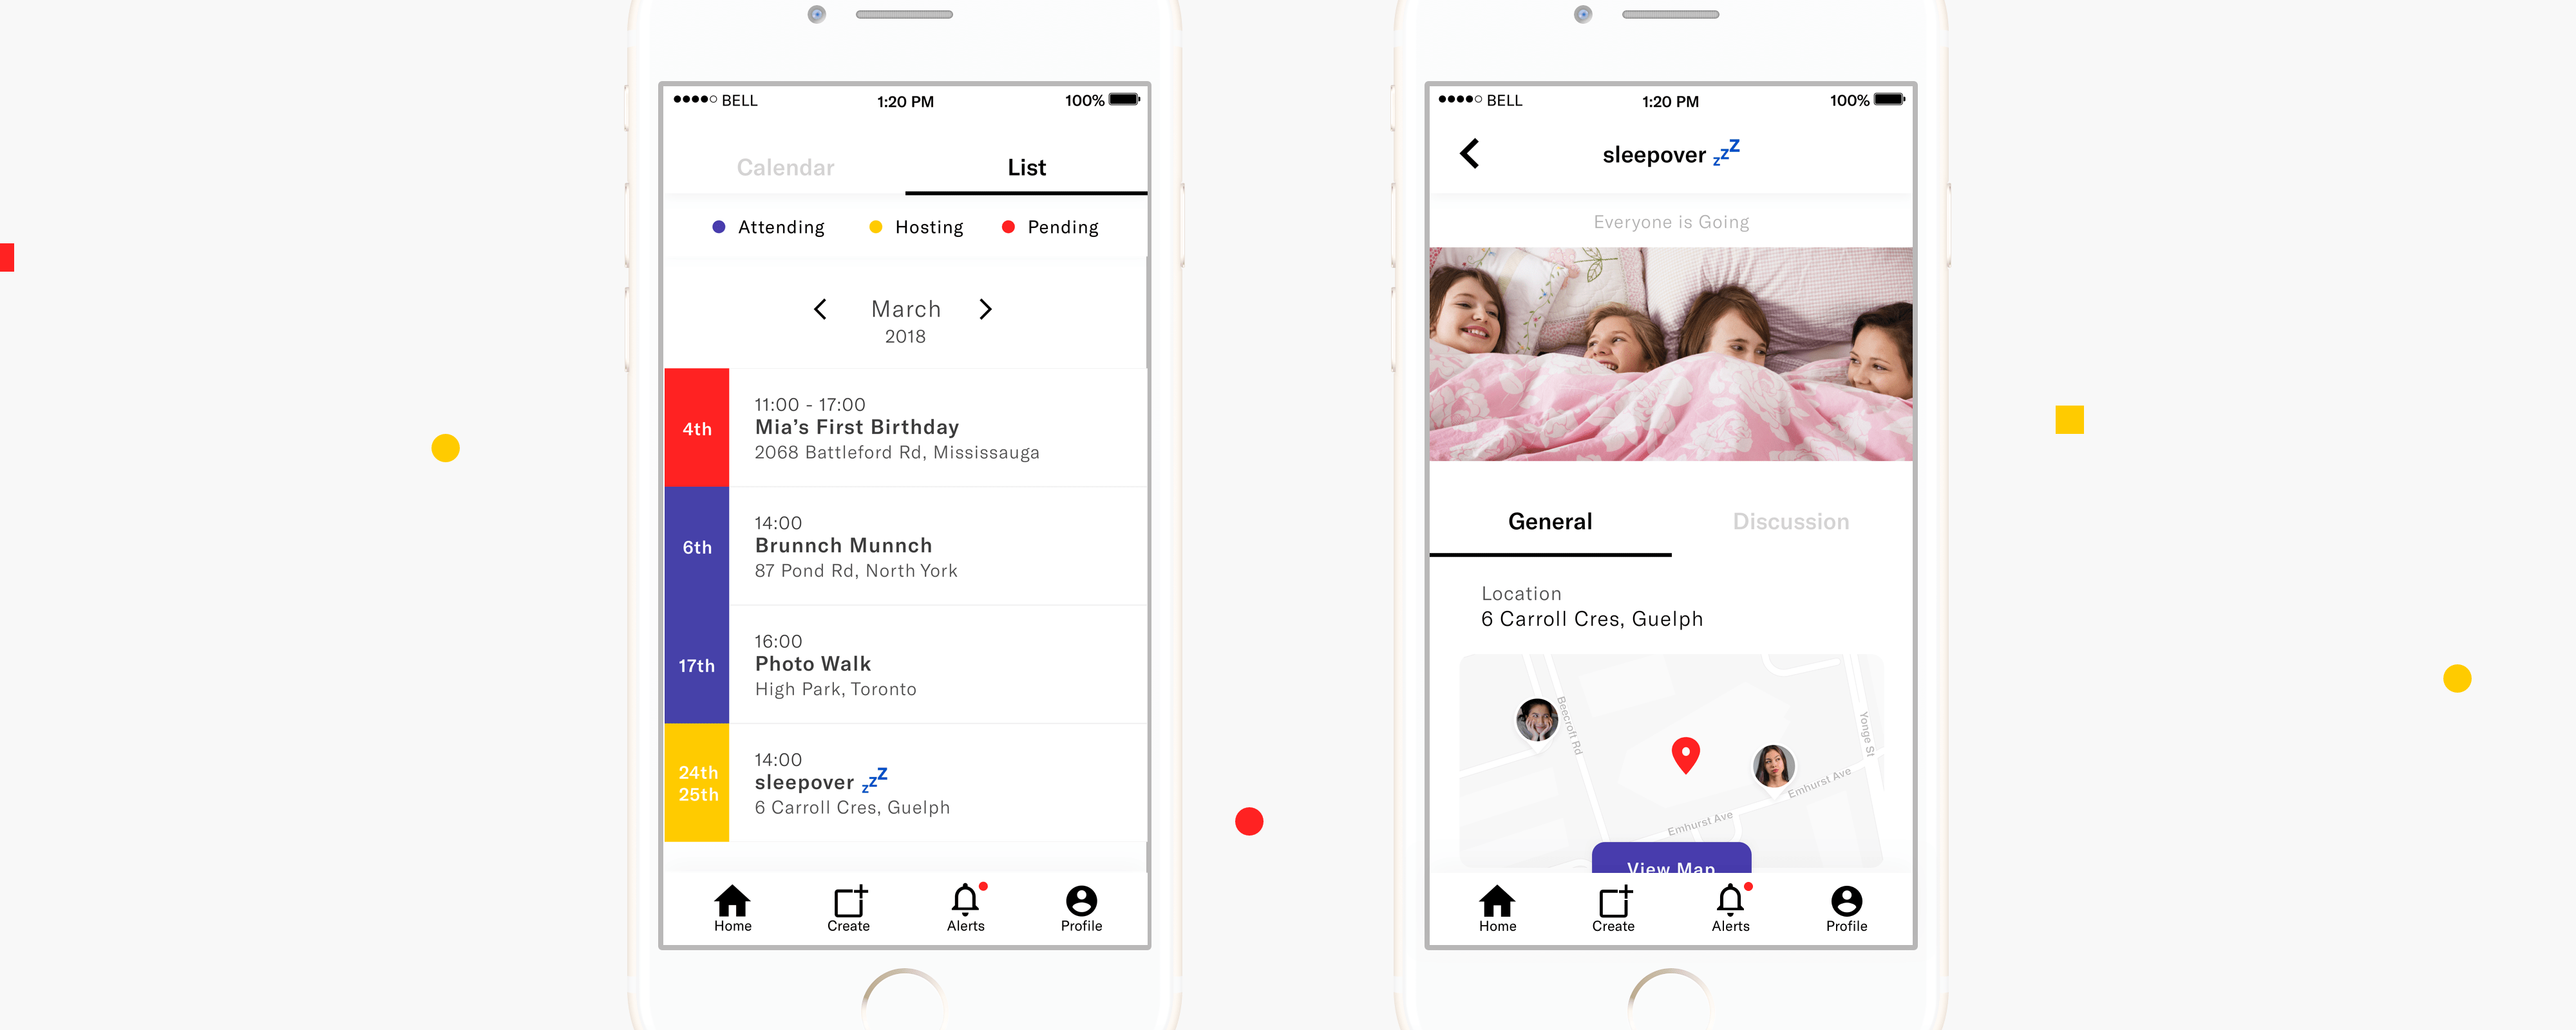 BELL 1:20 PM 100%
Calendar List
Attending Hosting Pending
March
2018
4th
11:00 - 17:00
Mia's First Birthday
2068 Battleford Rd, Mississauga
6th
14:00
Brunnch Munnch
87 Pond Rd, North York
17th
16:00
Photo Walk
High Park, Toronto
24th
25th
14:00
sleepover zzZ
6 Carroll Cres, Guelph
Home Create Alerts Profile
BELL 1:20 PM 100%
sleepover zzZ
Everyone is Going
General Discussion
Location
6 Carroll Cres, Guelph
Beecroft Rd
Yonge St
Emhurst Ave
Emhurst Ave
View Map
Home Create Alerts Profile